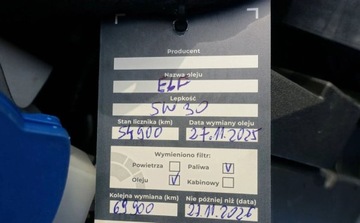 Producent
Nazwa oleju
ELF
Lepkość
5W30
Stan licznika (km) Data wymiany oleju
54900 27.11.2025
Wymieniono filtr:
Powietrza Paliwa V
Oleju V Kabinowy
Kolejna wymiana (km) Nie później niż (data)
69900 27.11.2026